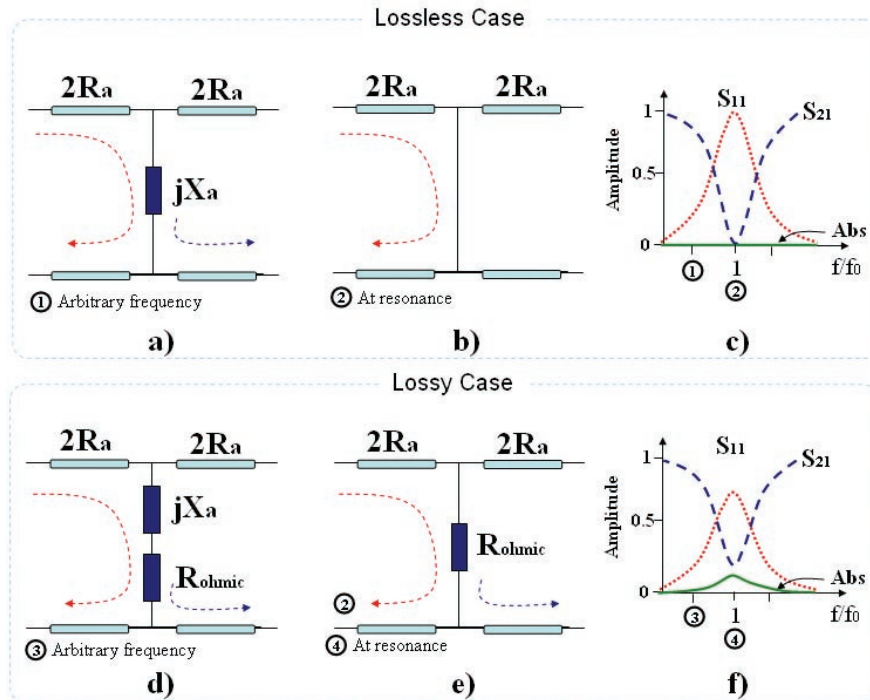 Lossless Case
2Ra 2Ra
jXa
① Arbitrary frequency
a)
2Ra 2Ra
② At resonance
b)
Amplitude
1
0.5
0
S11
S21
Abs
① 1 f/f0
②
c)
Lossy Case
2Ra 2Ra
jXa
Rohmic
③ Arbitrary frequency
d)
2Ra 2Ra
Rohmic
②
④ At resonance
e)
Amplitude
1
0.5
0
S11
S21
Abs
③ 1 f/f0
④
f)